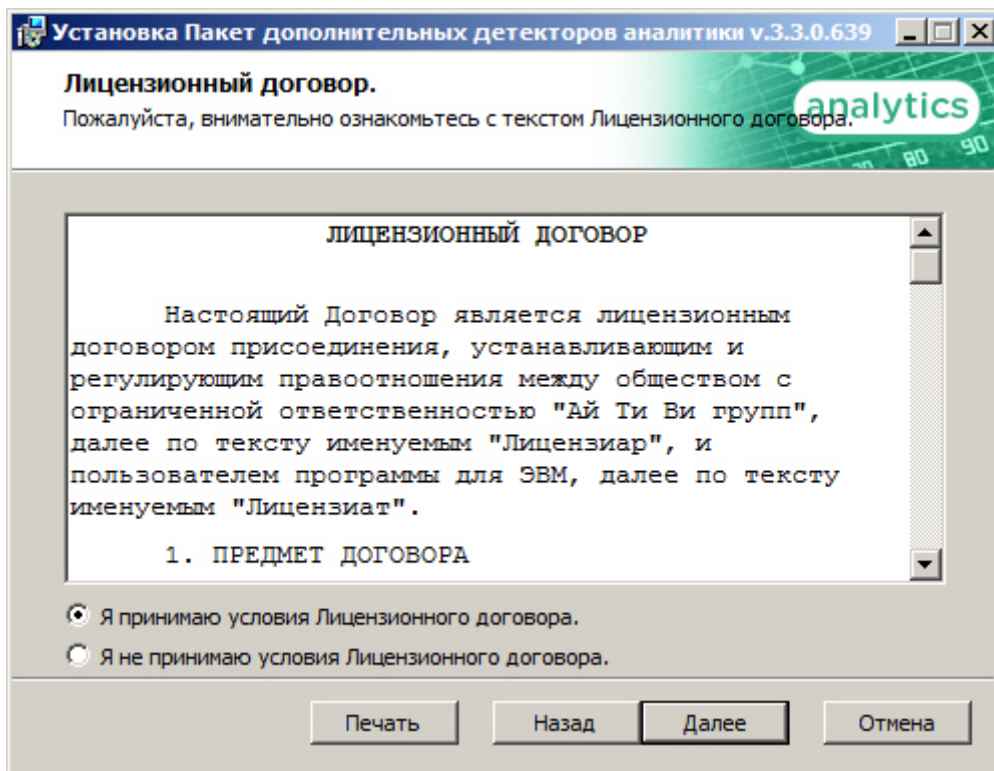 Установка Пакет дополнительных детекторов аналитики v.3.3.0.639
Лицензионный договор.
Пожалуйста, внимательно ознакомьтесь с текстом Лицензионного договора.
analytics
80
90
ЛИЦЕНЗИОННЫЙ ДОГОВОР
Настоящий Договор является лицензионным
договором присоединения, устанавливающим и
регулирующим правоотношения между обществом с
ограниченной ответственностью "Ай Ти Ви групп",
далее по тексту именуемым "Лицензиар", и
пользователем программы для ЭВМ, далее по тексту
именуемым "Лицензиат".
1. ПРЕДМЕТ ДОГОВОРА
Я принимаю условия Лицензионного договора.
Я не принимаю условия Лицензионного договора.
Печать
Назад
Далее
Отмена